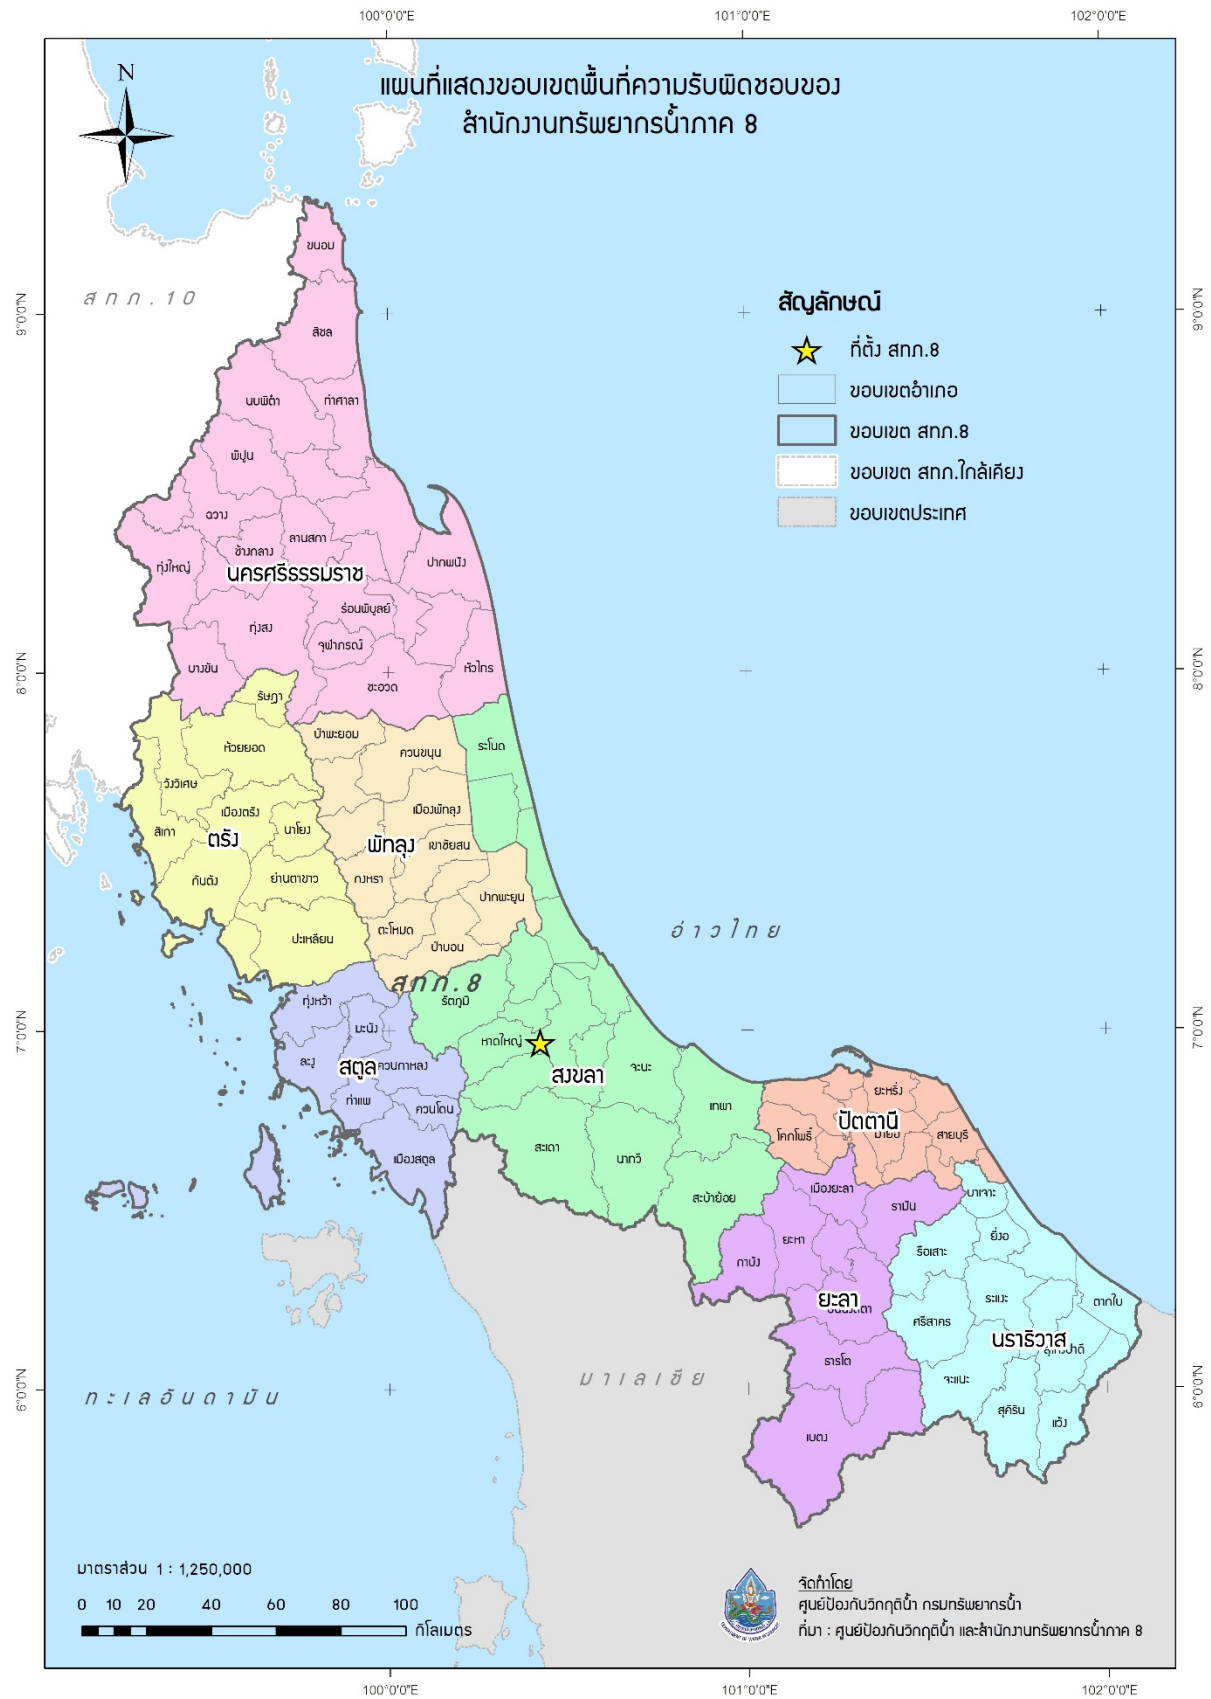 100°0'0"E
101°0'0"E
102°0'0"E
แผนที่แสดงขอบเขตพื้นที่ความรับผิดชอบของ
สำนักงานทรัพยากรน้ำภาค 8
N
สทภ.10
9°0'0"N
9°0'0"N
สัญลักษณ์
ที่ตั้ง สทภ.8
ขอบเขตอำเภอ
ขอบเขต สทภ.8
ขอบเขต สทภ.ใกล้เคียง
ขอบเขตประเทศ
ขนอม
สิชล
นบพิตำ
ท่าศาลา
พิปูน
ฉวาง
ช้างกลาง
ลานสกา
ทุ่งใหญ่
ปากพนัง
นครศรีธรรมราช
ร่อนพิบูลย์
ทุ่งสง
จุฬาภรณ์
บางขัน
หัวไทร
ชะอวด
8°0'0"N
8°0'0"N
รัษฎา
ห้วยยอด
วังวิเศษ
เมืองตรัง
สิเกา
ตรัง
นาโยง
กันตัง
ย่านตาขาว
ปะเหลียน
ป่าพะยอม
ควนขนุน
เมืองพัทลุง
พัทลุง
เขาชัยสน
กงหรา
ปากพะยูน
ตะโหมด
ป่าบอน
ระโนด
อ่าวไทย
สทภ.8
รัตภูมิ
ทุ่งหว้า
มะนัง
ละงู
สตูล
ควนกาหลง
ท่าแพ
ควนโดน
เมืองสตูล
7°0'0"N
7°0'0"N
หาดใหญ่
สงขลา
จะนะ
เทพา
สะเดา
นาทวี
สะบ้าย้อย
ยะหริ่ง
ปัตตานี
โคกโพธิ์
มายอ
สายบุรี
เมืองยะลา
รามัน
ยะหา
กาบัง
ยะลา
ธารโต
เบตง
บาเจาะ
ยี่งอ
รือเสาะ
ระแงะ
ตากใบ
ศรีสาคร
นราธิวาส
จะแนะ
สุคิริน
แว้ง
มาเลเซีย
ทะเลอันดามัน
6°0'0"N
6°0'0"N
มาตราส่วน 1 : 1,250,000
0 10 20 40 60 80 100
กิโลเมตร
จัดทำโดย
ศูนย์ป้องกันวิกฤติน้ำ กรมทรัพยากรน้ำ
ที่มา : ศูนย์ป้องกันวิกฤติน้ำ และสำนักงานทรัพยากรน้ำภาค 8
100°0'0"E
101°0'0"E
102°0'0"E